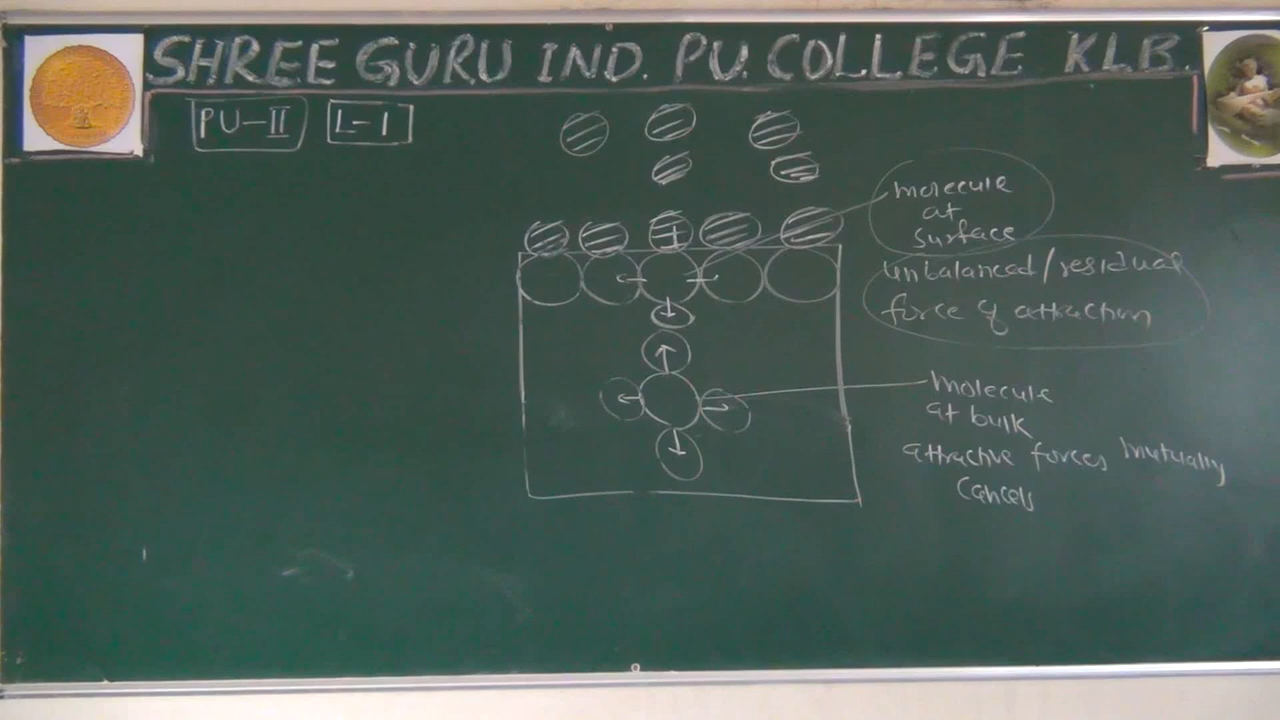 SHREE GURU IND. PU. COLLEGE KLB.
PU-II L-1
molecule
at
surface
unbalanced/residual
force of attraction
molecule
at bulk
attractive forces mutually
cancels